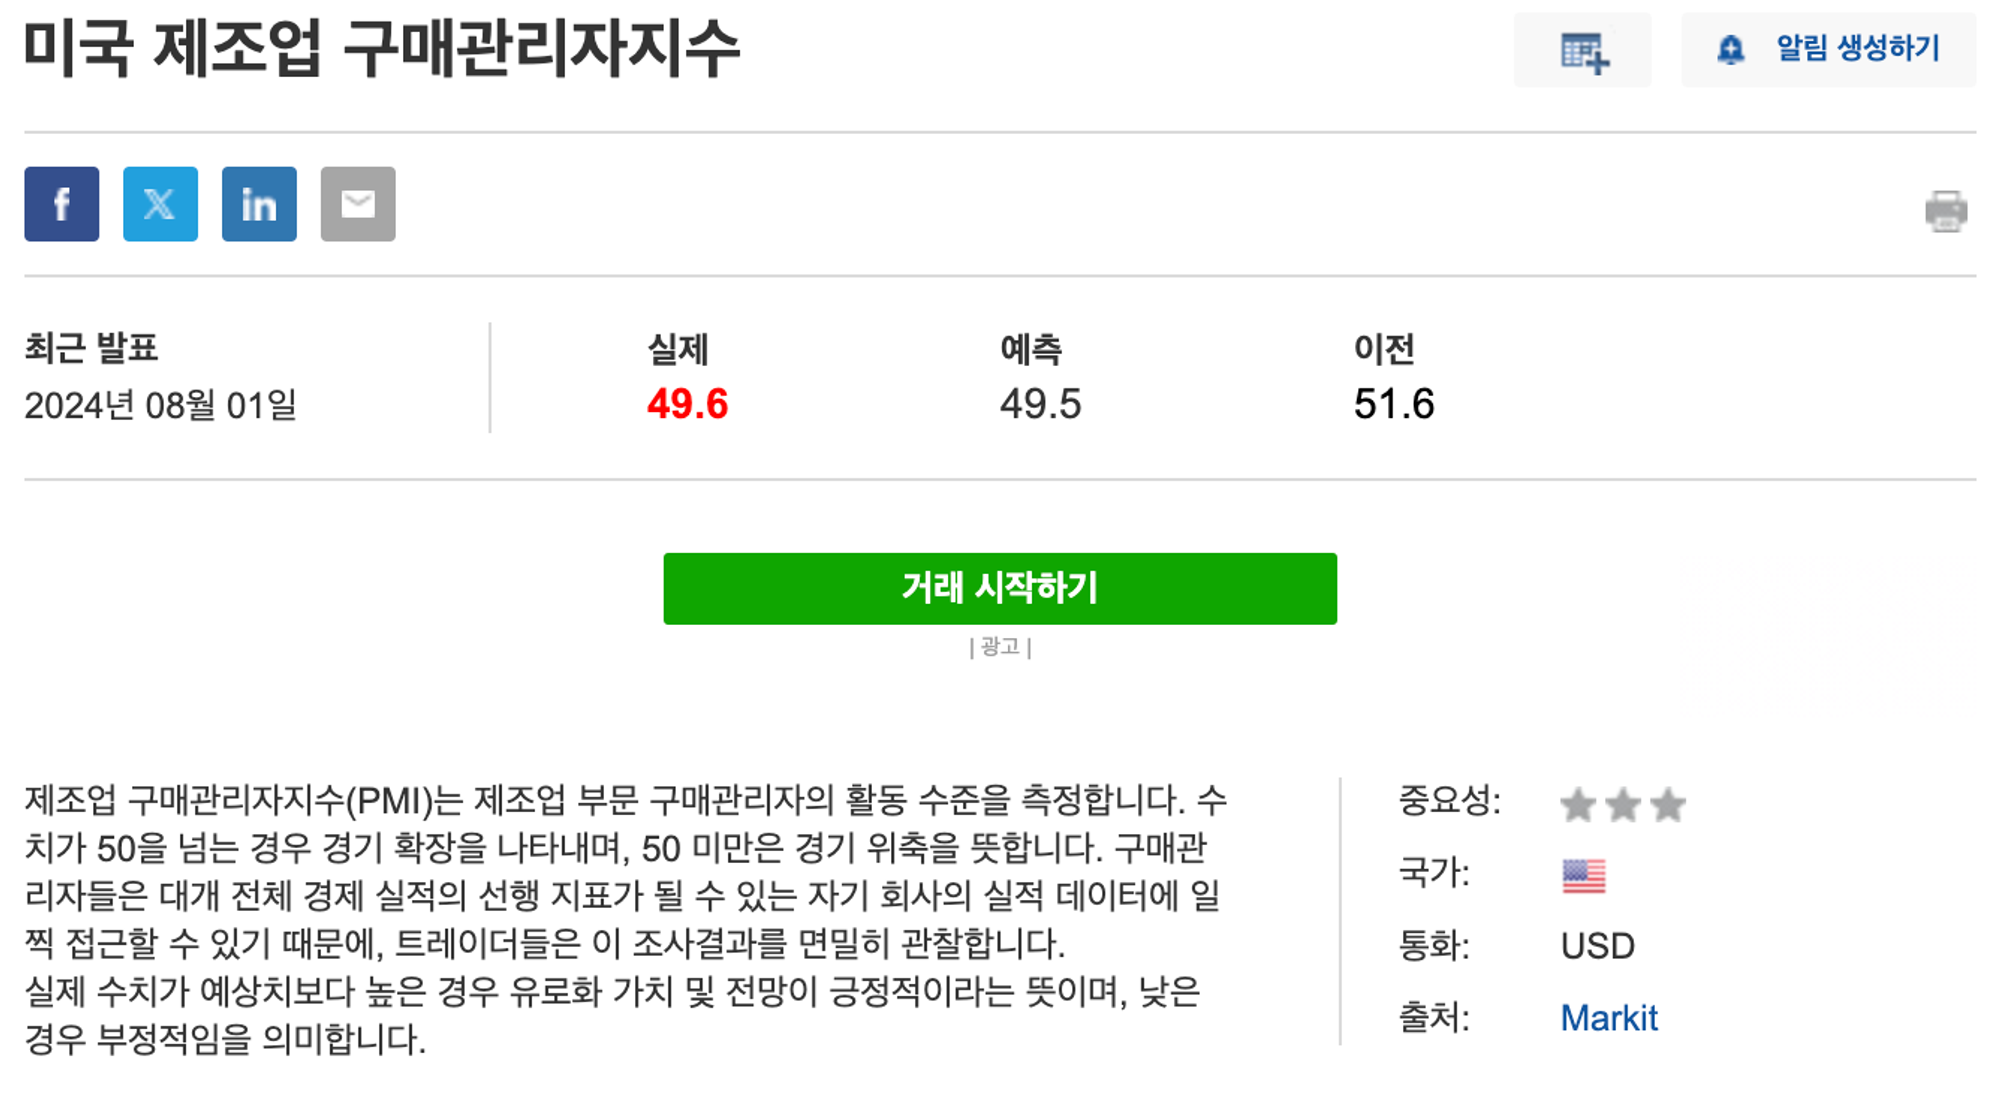 미국 제조업 구매관리자지수
알림 생성하기
f
X
in
최근 발표
실제
예측
이전
2024년 08월 01일
49.6
49.5
51.6
거래 시작하기
| 광고 |
제조업 구매관리자지수(PMI)는 제조업 부문 구매관리자의 활동 수준을 측정합니다. 수
치가 50을 넘는 경우 경기 확장을 나타내며, 50 미만은 경기 위축을 뜻합니다. 구매관
리자들은 대개 전체 경제 실적의 선행 지표가 될 수 있는 자기 회사의 실적 데이터에 일
찍 접근할 수 있기 때문에, 트레이더들은 이 조사결과를 면밀히 관찰합니다.
실제 수치가 예상치보다 높은 경우 유로화 가치 및 전망이 긍정적이라는 뜻이며, 낮은
경우 부정적임을 의미합니다.
중요성:
국가:
통화: USD
출처: Markit